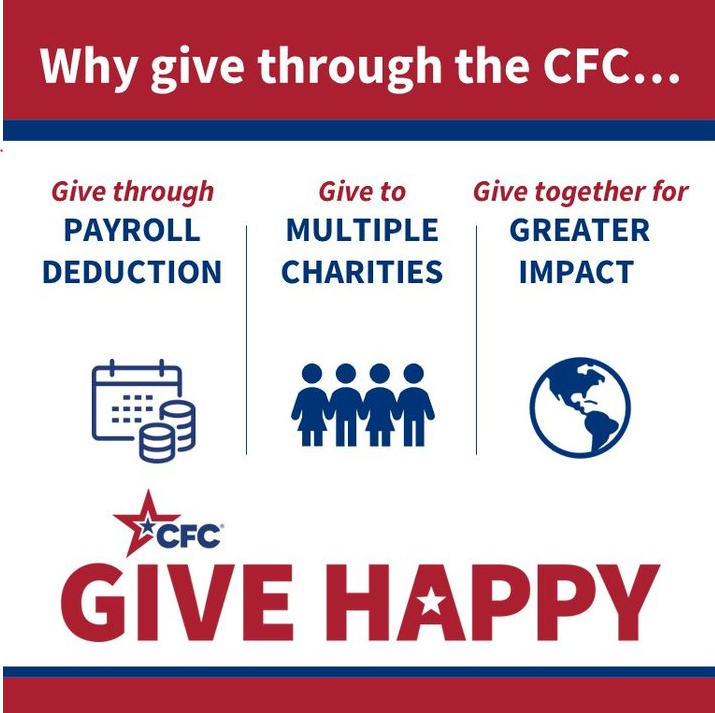 Why give through the CFC...
Give through
PAYROLL
DEDUCTION
Give to
MULTIPLE
CHARITIES
Give together for
GREATER
IMPACT
CFC®
GIVE HAPPY